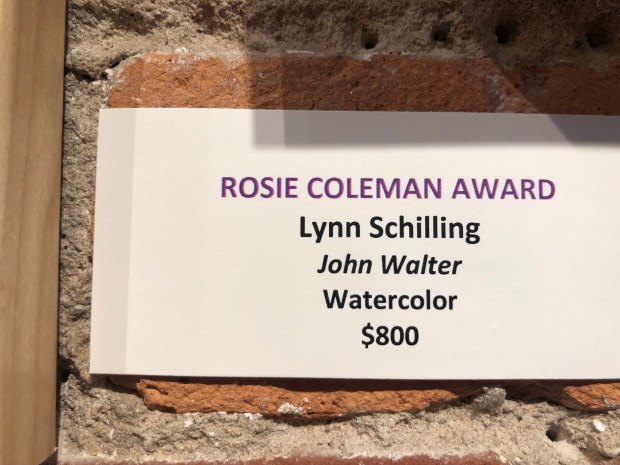 ROSIE COLEMAN AWARD
Lynn Schilling
John Walter
Watercolor
$800